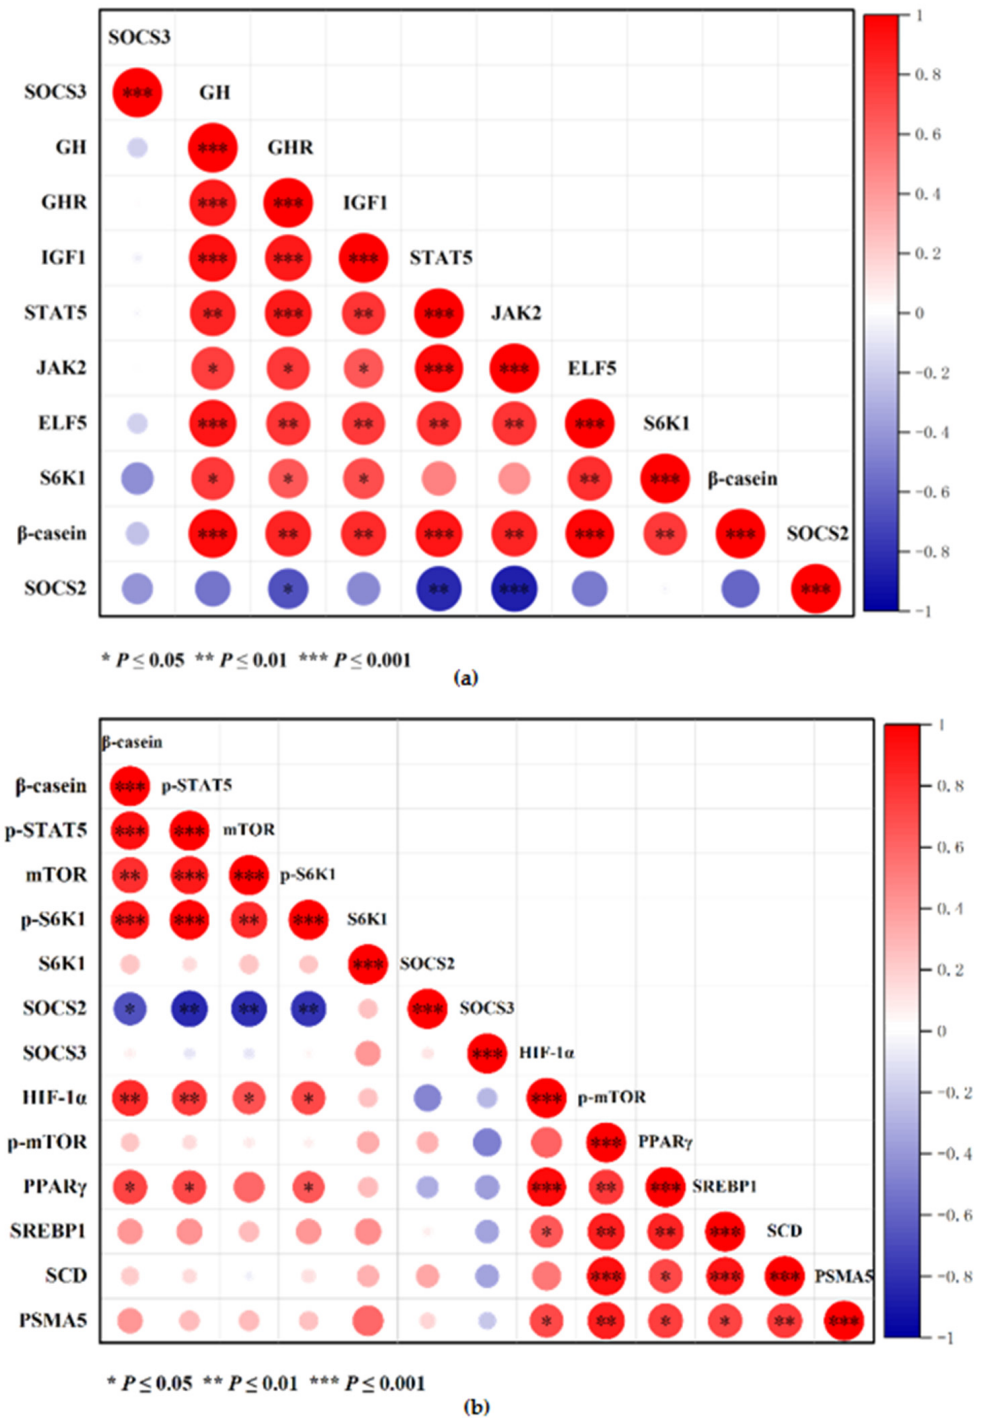 SOCS3
1
SOCS3 *** GH
0.8
GH *** GHR
0.6
GHR *** *** IGF1
0.4
IGF1 *** *** *** STAT5
0.2
STAT5 ** *** ** *** JAK2
0
JAK2 * * * *** *** ELF5
-0.2
ELF5 *** ** ** ** ** *** S6K1
-0.4
S6K1 * * * ** *** β-casein
-0.6
β-casein *** ** ** *** ** *** ** *** SOCS2
-0.8
SOCS2 * ** *** ***
-1
* P ≤ 0.05 ** P ≤ 0.01 *** P ≤ 0.001
(a)
β-casein
1
β-casein *** p-STAT5
0.8
p-STAT5 *** *** mTOR
mTOR ** *** *** p-S6K1
0.6
p-S6K1 *** *** ** *** S6K1
0.4
S6K1 *** SOCS2
0.2
SOCS2 * ** ** ** *** SOCS3
0
SOCS3 *** HIF-1α
-0.2
HIF-1α ** ** * * *** p-mTOR
p-mTOR *** PPARγ
-0.4
PPARγ * * * *** ** *** SREBP1
-0.6
SREBP1 * ** ** *** SCD
-0.8
SCD *** * *** *** PSMA5
PSMA5 * ** * * ** ***
-1
* P ≤ 0.05 ** P ≤ 0.01 *** P ≤ 0.001
(b)